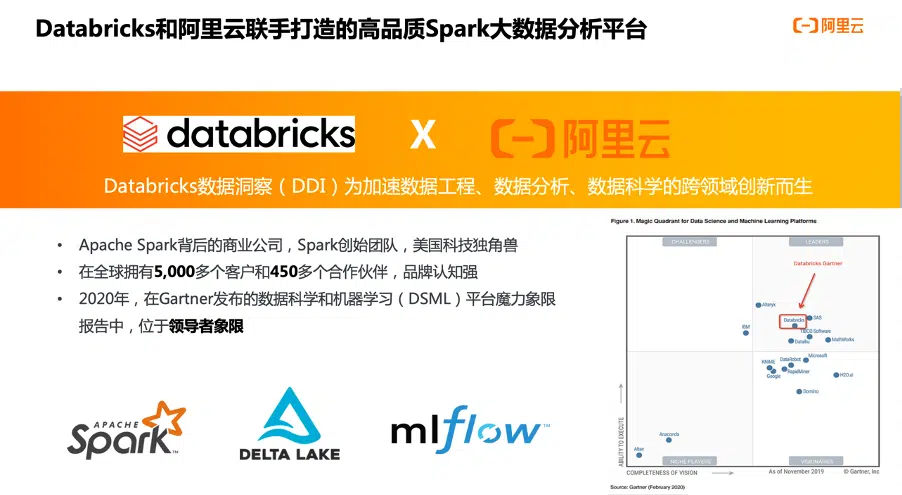 Databricks和阿里云联手打造的高品质Spark大数据分析平台
阿里云
databricks X 阿里云
Databricks数据洞察（DDI）为加速数据工程、数据分析、数据科学的跨领域创新而生
• Apache Spark背后的商业公司，Spark创始团队，美国科技独角兽
• 在全球拥有5,000多个客户和450多个合作伙伴，品牌认知强
• 2020年，在Gartner发布的数据科学和机器学习（DSML）平台魔力象限
报告中，位于领导者象限
APACHE
Spark™
DELTA LAKE
mlflow™
Figure 1. Magic Quadrant for Data Science and Machine Learning Platforms
CHALLENGERS
LEADERS
Databricks Gartner
Alteryx
Databricks
SAS
IBM
TIBCO Software
Dataiku
MathWorks
Microsoft
KNIME
DataRobot
RapidMiner
Google
H2O.ai
Domino
Anaconda
Altair
ABILITY TO EXECUTE
NICHE PLAYERS
VISIONARIES
COMPLETENESS OF VISION
As of November 2019
© Gartner, Inc
Source: Gartner (February 2020)